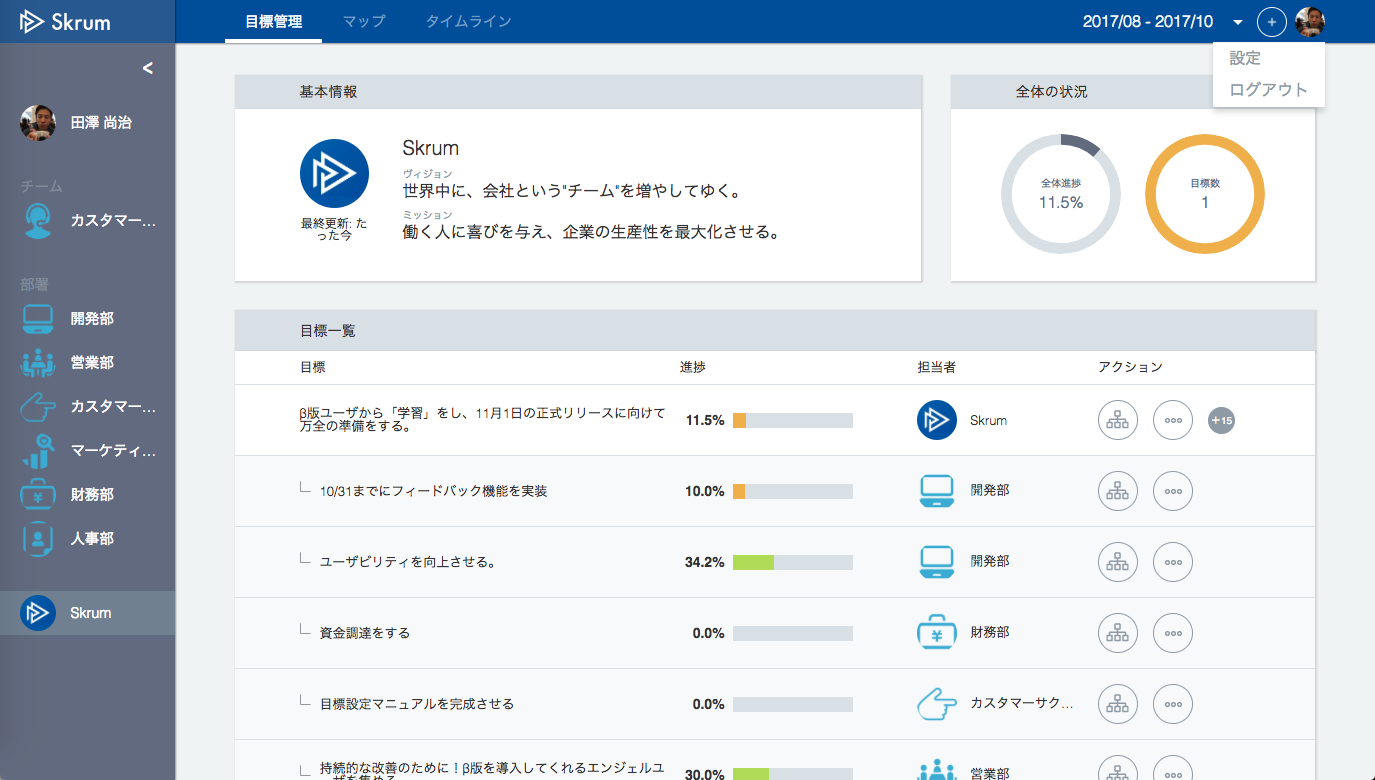 Skrum
目標管理 マップ タイムライン 2017/08 - 2017/10
設定
ログアウト
<
田澤 尚治
チーム
カスタマー...
部署
開発部
営業部
カスタマー...
マーケティ...
財務部
人事部
Skrum
基本情報
Skrum
ヴィジョン
世界中に、会社という"チーム"を増やしてゆく。
ミッション
働く人に喜びを与え、企業の生産性を最大化させる。
最終更新: た
った今
全体の状況
全体進捗
11.5%
目標数
1
目標一覧
目標 進捗 担当者 アクション
β版ユーザから「学習」をし、11月1日の正式リリースに向けて
万全の準備をする。
11.5% Skrum +15
10/31までにフィードバック機能を実装 10.0% 開発部
ユーザビリティを向上させる。 34.2% 開発部
資金調達をする 0.0% 財務部
目標設定マニュアルを完成させる 0.0% カスタマーサク...
持続的な改善のために！β版を導入してくれるエンジェルユ
ーザを集める
30.0% 営業部